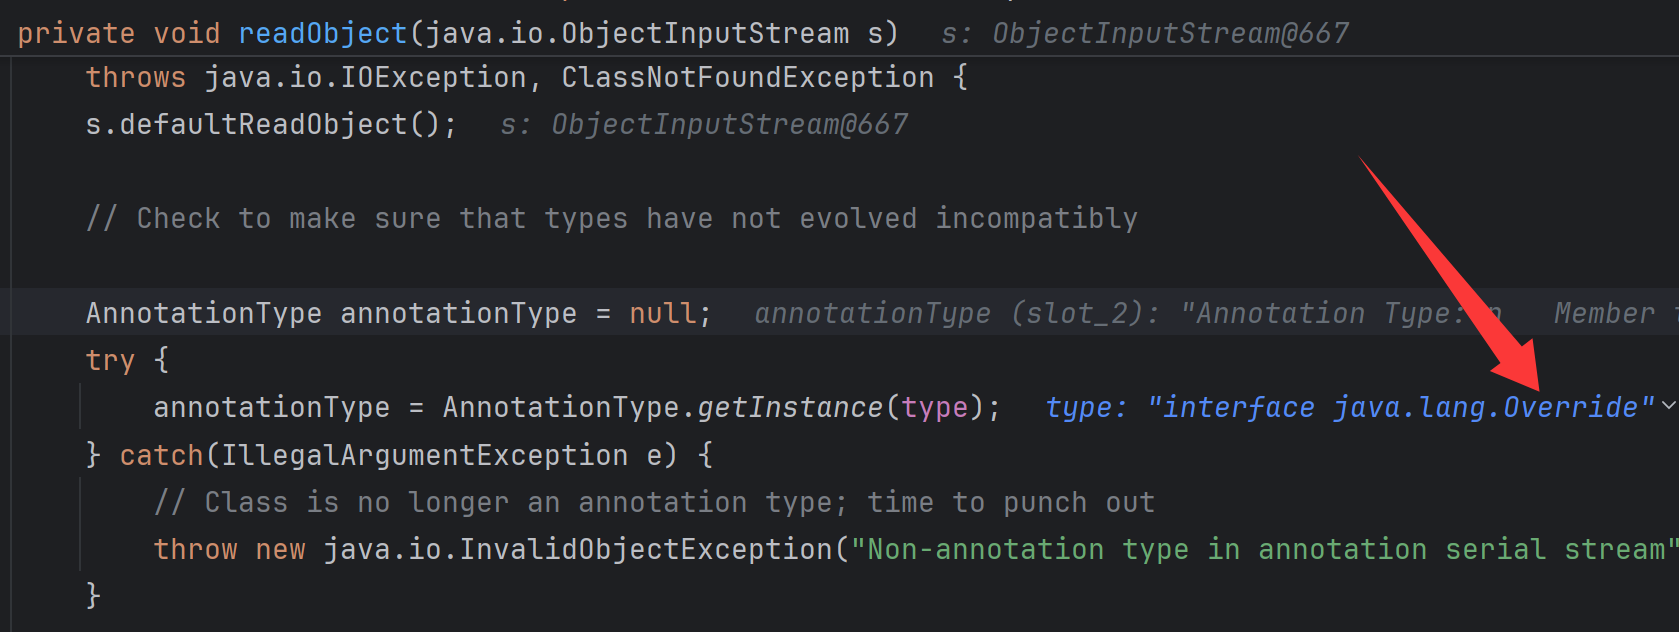 private void readObject(java.io.ObjectInputStream s)   s: ObjectInputStream@667
throws java.io.IOException, ClassNotFoundException {
s.defaultReadObject();   s: ObjectInputStream@667
// Check to make sure that types have not evolved incompatibly
AnnotationType annotationType = null;   annotationType (slot_2): "Annotation Type:\n   Member
try {
annotationType = AnnotationType.getInstance(type);   type: "interface java.lang.Override"
} catch(IllegalArgumentException e) {
// Class is no longer an annotation type; time to punch out
throw new java.io.InvalidObjectException("Non-annotation type in annotation serial stream"
}